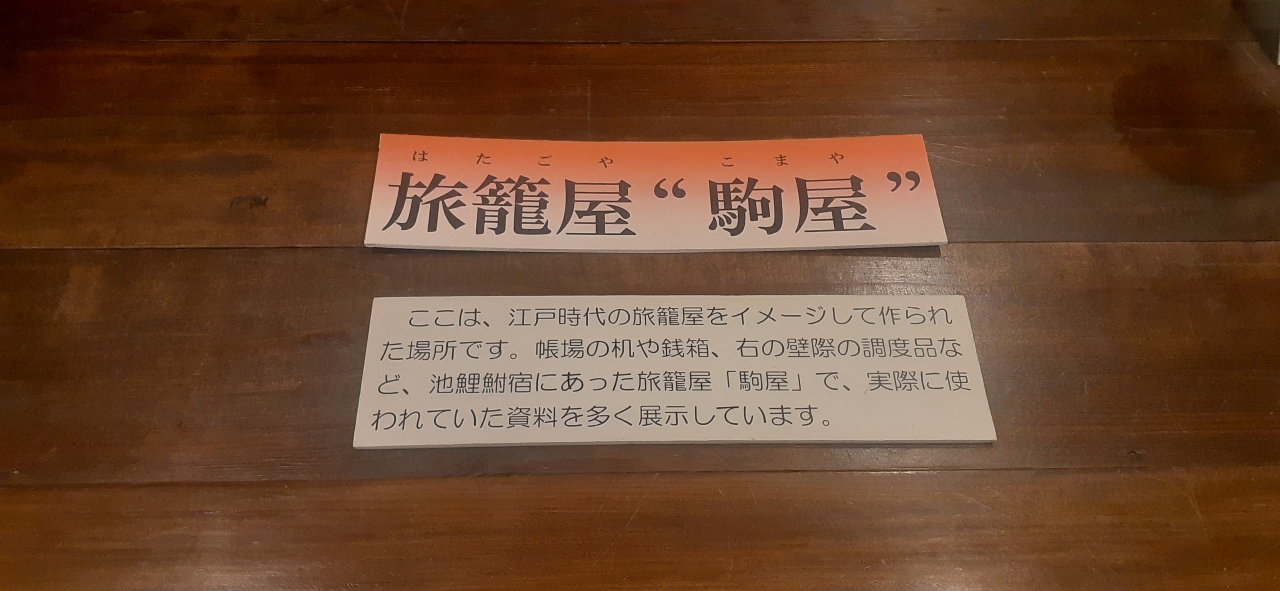 はたごや こまや
旅籠屋“駒屋”
ここは、江戸時代の旅籠屋をイメージして作られ
た場所です。帳場の机や銭箱、右の壁際の調度品な
ど、池鯉鮒宿にあった旅籠屋「駒屋」で、実際に使
われていた資料を多く展示しています。